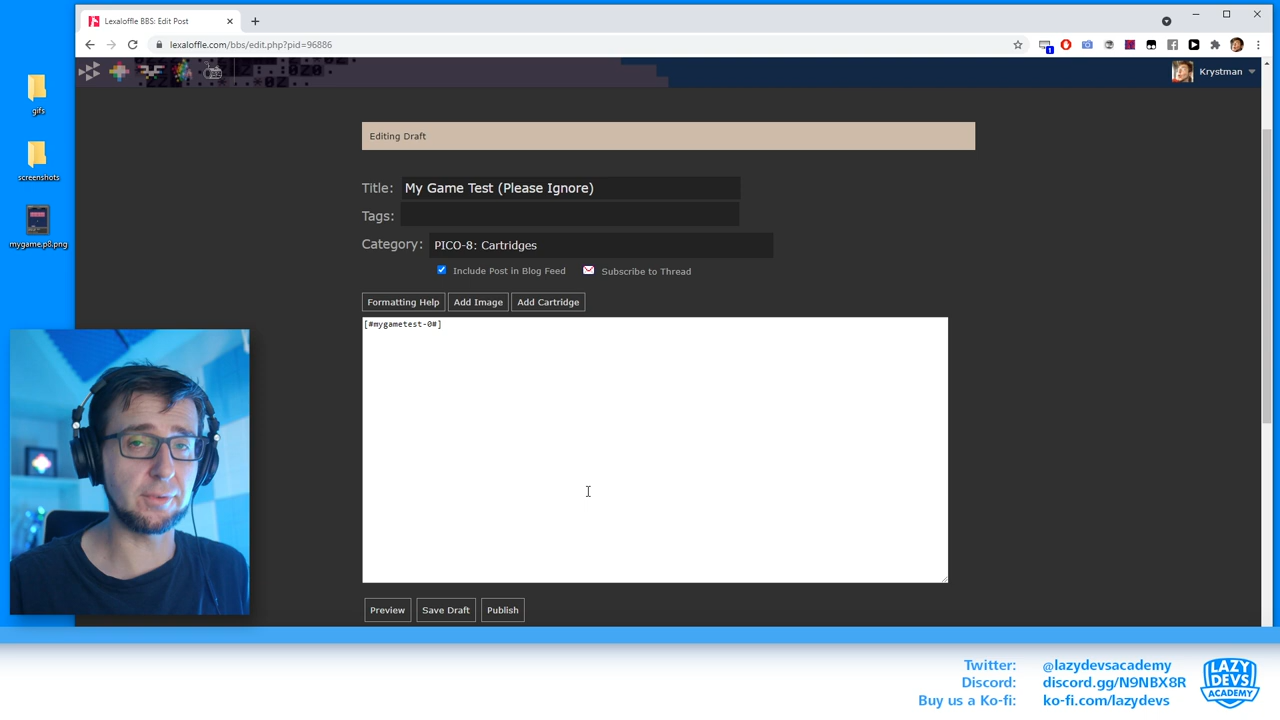 Lexaloffle BBS: Edit Post
lexaloffle.com/bbs/edit.php?pid=96886
1
Krystman
gifs
screenshots
mygame.p8.png
Editing Draft
Title: My Game Test (Please Ignore)
Tags:
Category: PICO-8: Cartridges
Include Post in Blog Feed Subscribe to Thread
Formatting Help Add Image Add Cartridge
[#mygametest-0#]
Preview Save Draft Publish
Twitter: @lazydevsacademy
Discord: discord.gg/N9NBX8R
Buy us a Ko-fi: ko-fi.com/lazydevs
LAZY
DEVS
ACADEMY